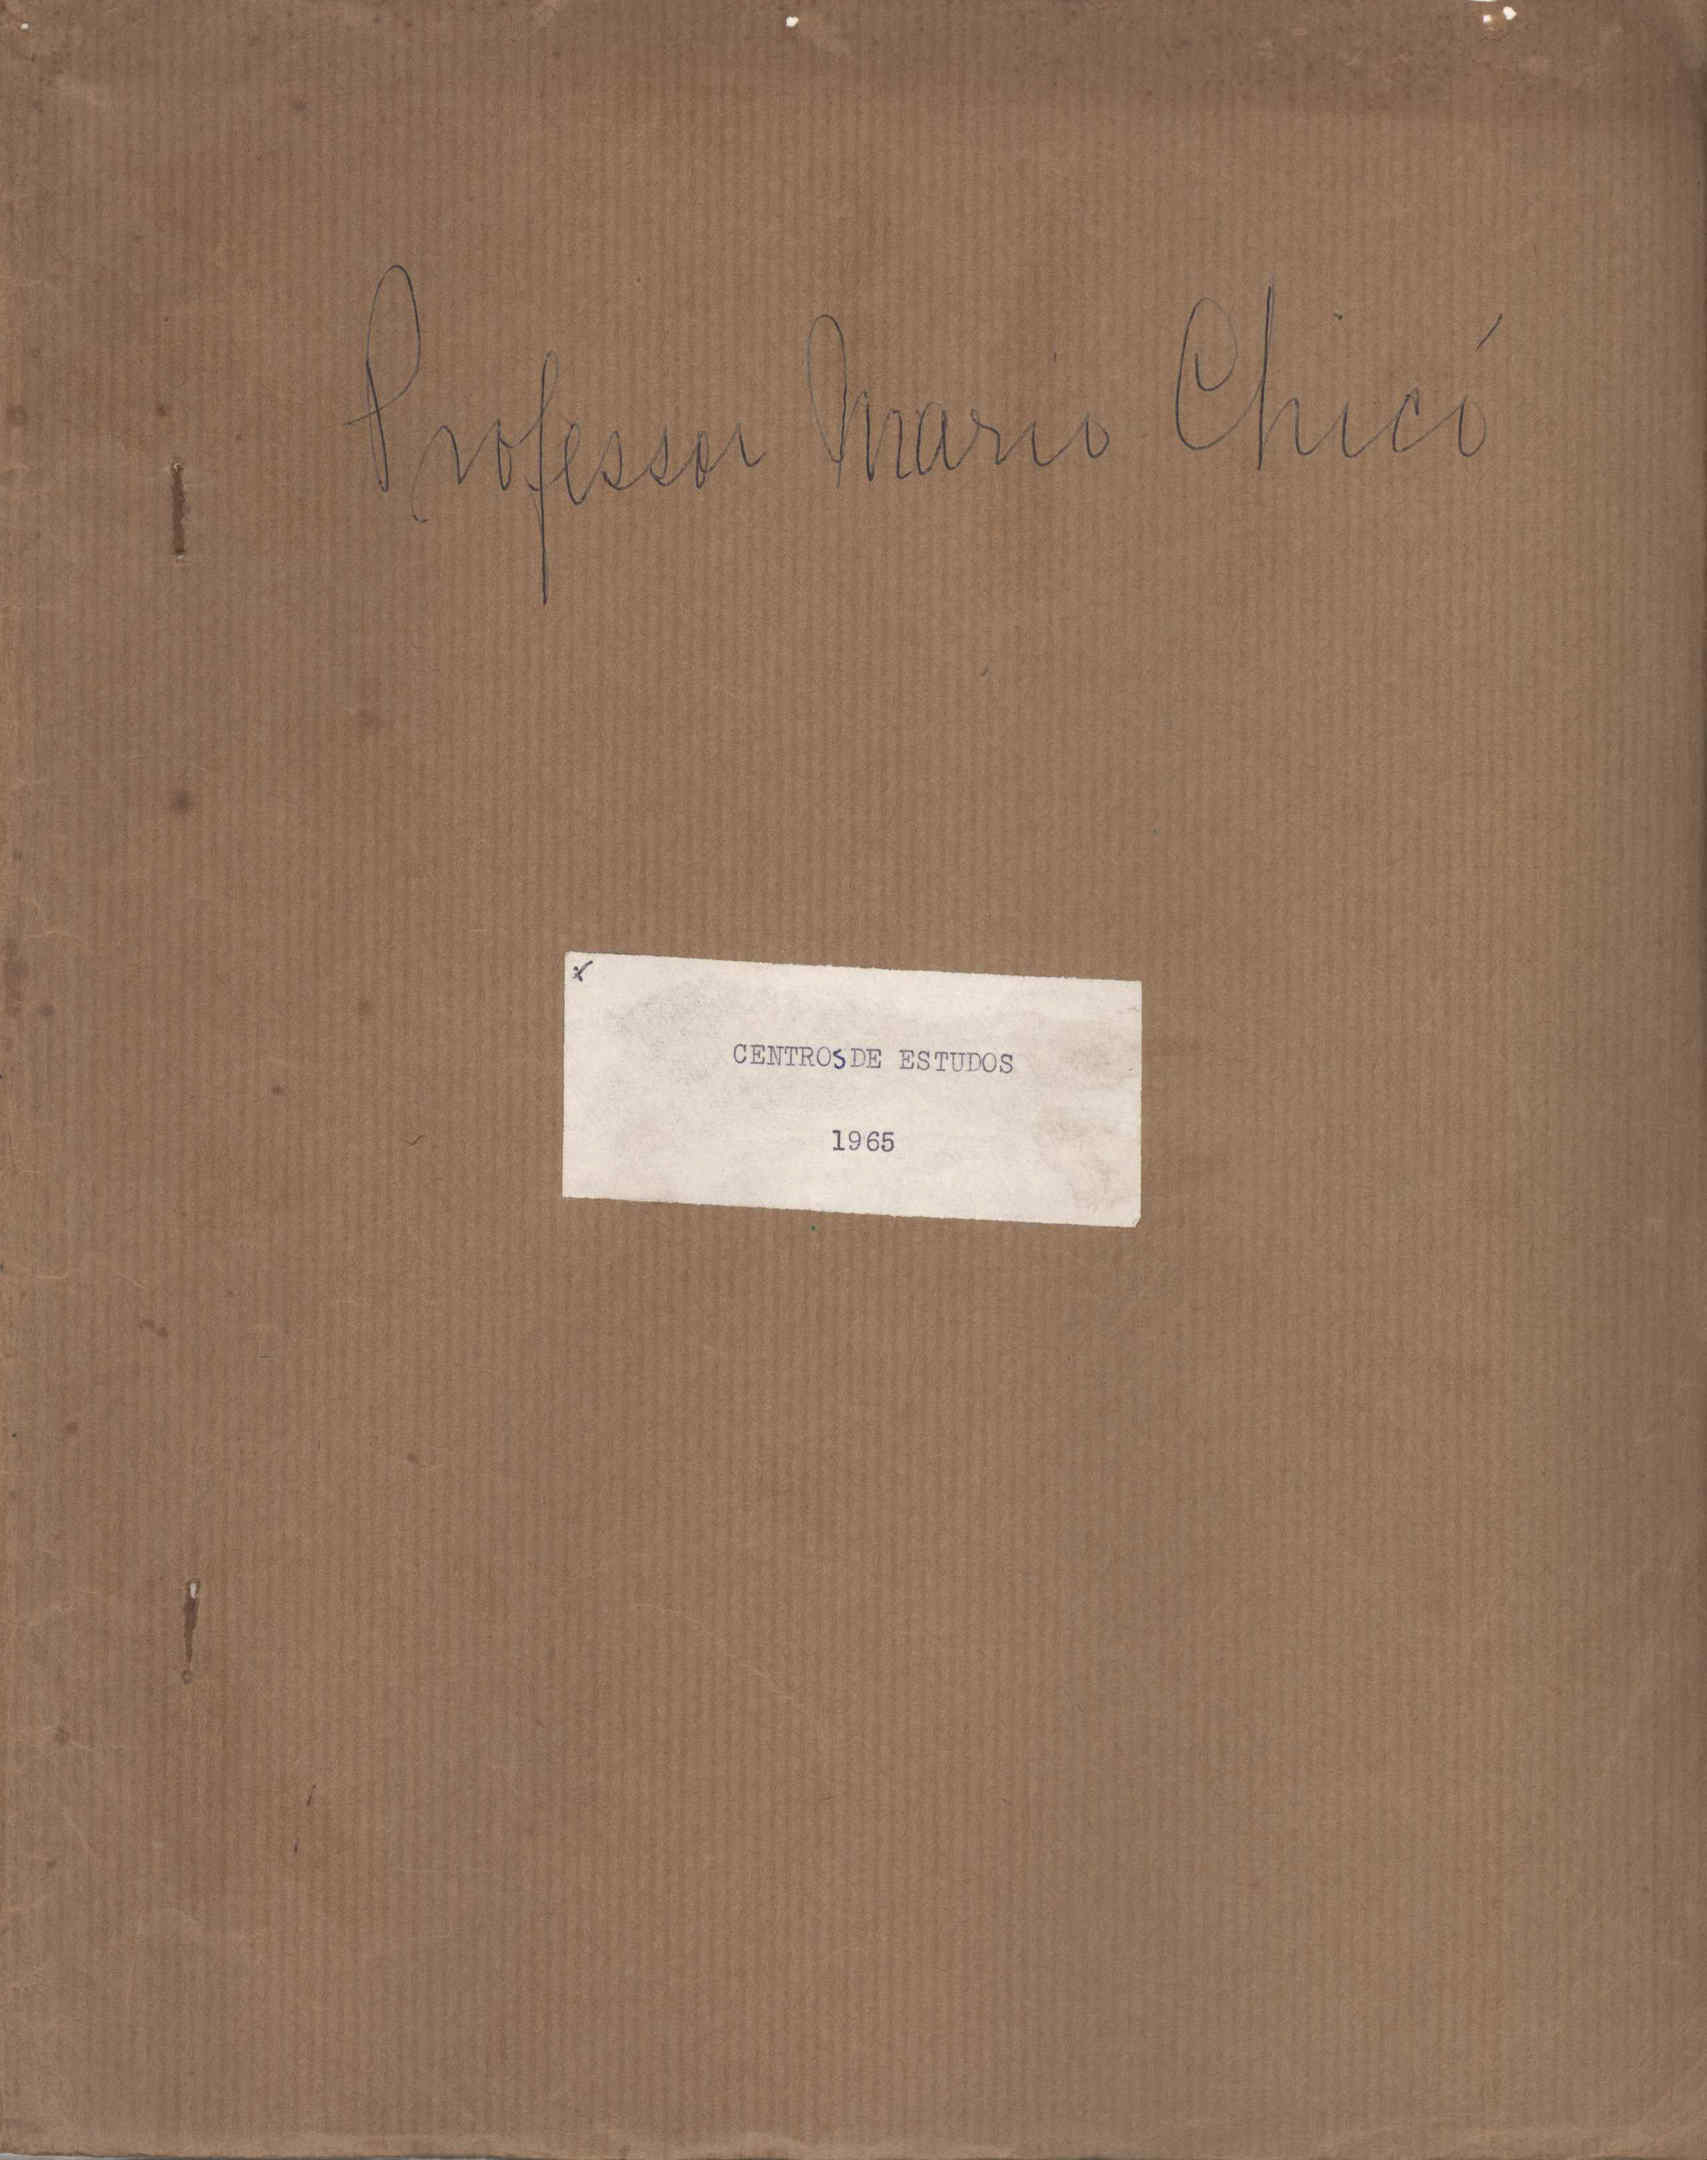 Professor Mario Chicó
CENTROS DE ESTUDOS
1965